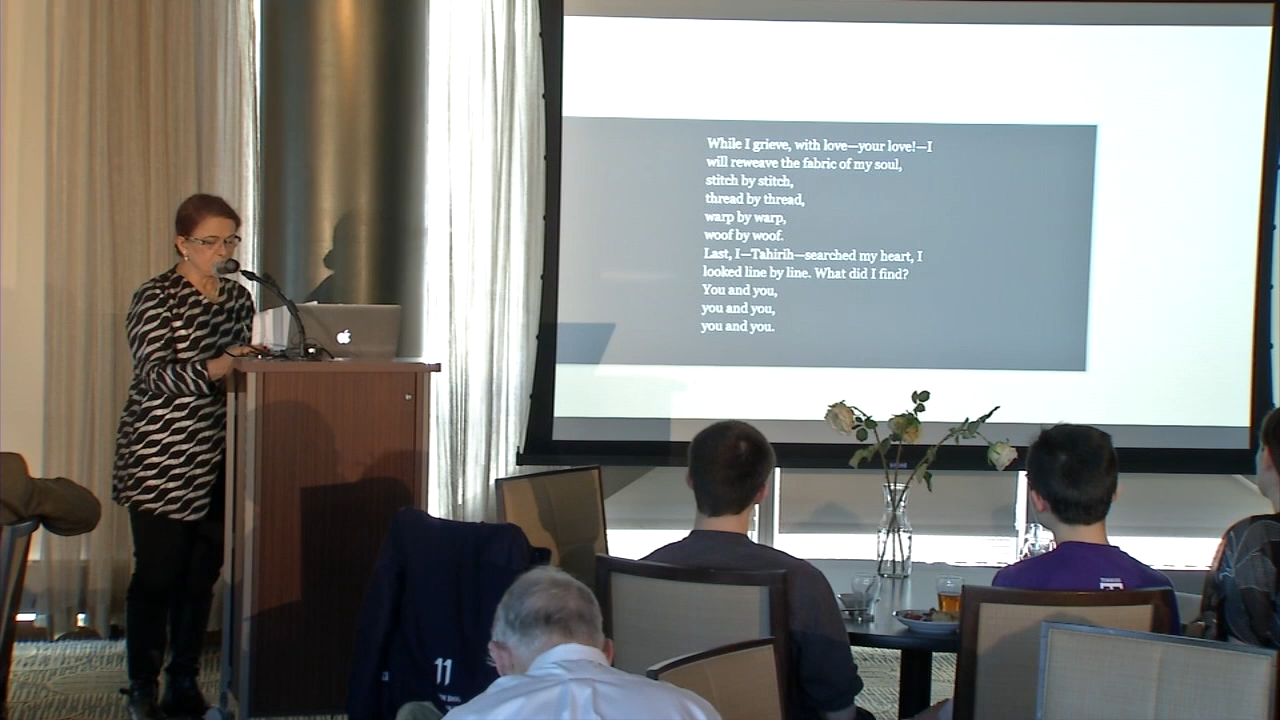 While I grieve, with love—your love!—I
will reweave the fabric of my soul,
stitch by stitch,
thread by thread,
warp by warp,
woof by woof.
Last, I—Tahirih—searched my heart, I
looked line by line. What did I find?
You and you,
you and you,
you and you.
11